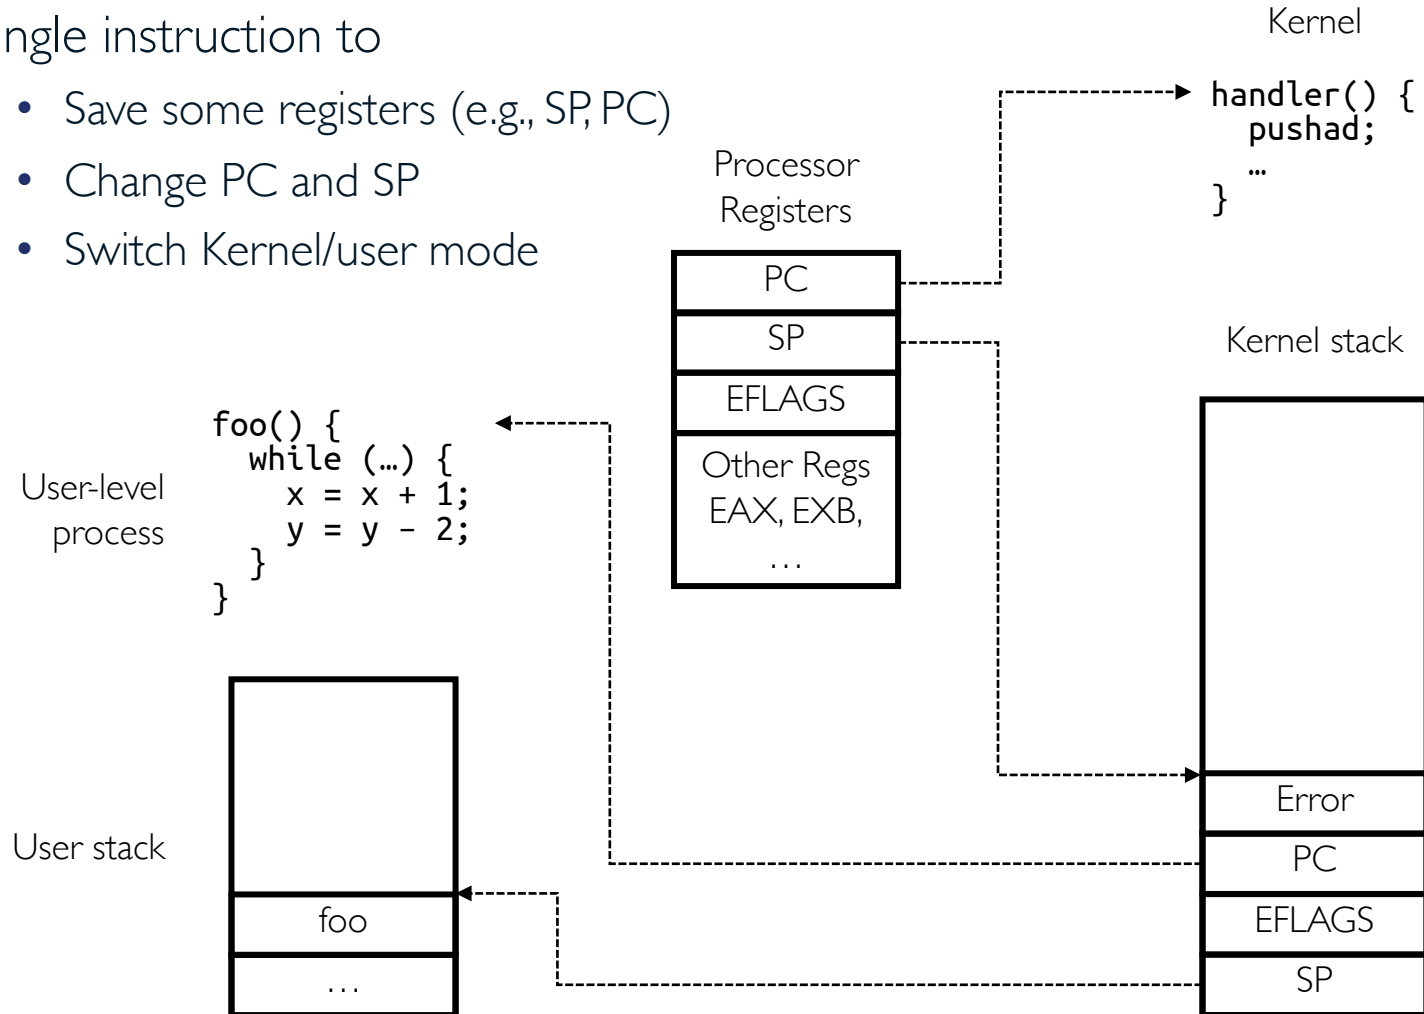 ngle instruction to
• Save some registers (e.g., SP, PC)
• Change PC and SP
• Switch Kernel/user mode
Kernel
handler() {
pushad;
…
}
Processor
Registers
PC
SP
EFLAGS
Other Regs
EAX, EXB,
…
User-level
process
foo() {
while (…) {
x = x + 1;
y = y – 2;
}
}
User stack
foo
…
Kernel stack
Error
PC
EFLAGS
SP